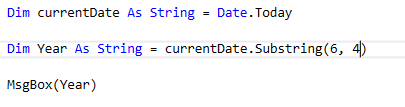 Dim currentDate As String = Date.Today
Dim Year As String = currentDate.Substring(6, 4)
MsgBox(Year)